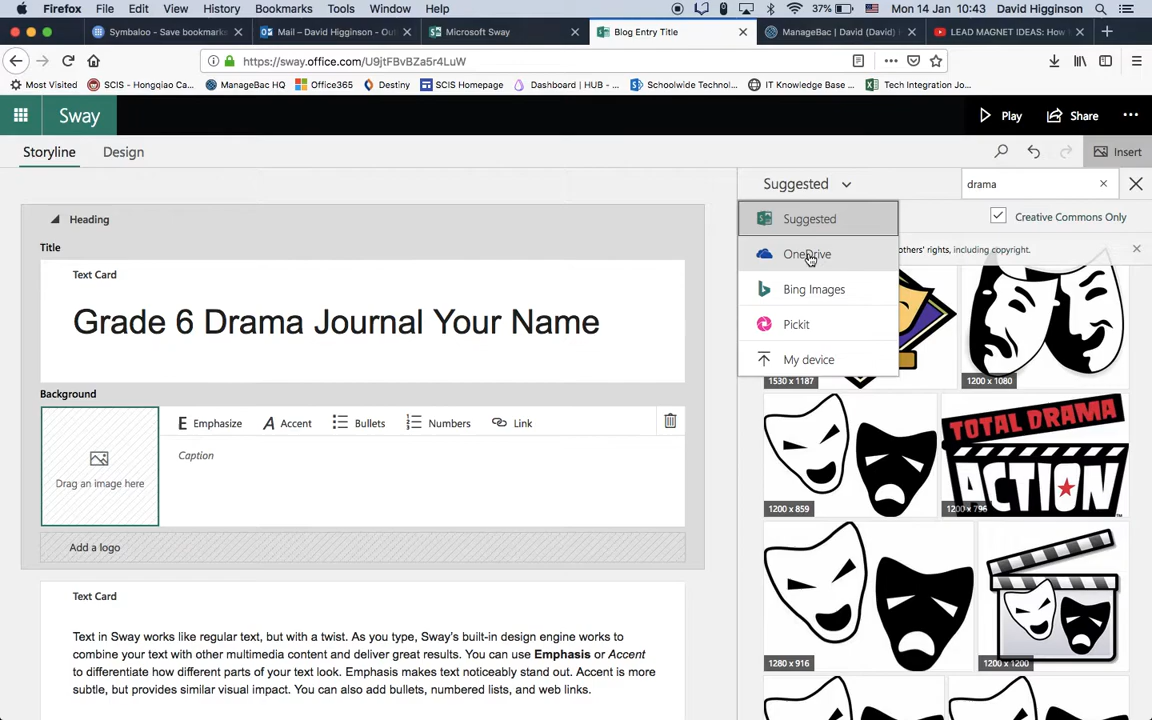 Firefox File Edit View History Bookmarks Tools Window Help 37% Mon 14 Jan 10:43 David Higginson
Symbaloo - Save bookmarks Mail – David Higginson – Microsoft Sway Blog Entry Title ManageBac | David (David) LEAD MAGNET IDEAS: How
https://sway.office.com/U9jtFBvBZa5r4LuW
Most Visited SCIS - Hongqiao Ca... ManageBac HQ Office365 Destiny SCIS Homepage Dashboard | HUB - ... Schoolwide Technol... IT Knowledge Base ... Tech Integration Jo...
Sway Play Share
Storyline Design Insert
Suggested drama
Heading Suggested Creative Commons Only
Title OneDrive others' rights, including copyright.
Text Card Bing Images
Grade 6 Drama Journal Your Name Pickit
My device
1530 x 1187 1200 x 1080
Background
Emphasize Accent Bullets Numbers Link
TOTAL DRAMA
ACTION
Caption
Drag an image here
1200 x 859 1200 x 796
Add a logo
Text Card
Text in Sway works like regular text, but with a twist. As you type, Sway's built-in design engine works to
combine your text with other multimedia content and deliver great results. You can use Emphasis or Accent
to differentiate how different parts of your text look. Emphasis makes text noticeably stand out. Accent is more
subtle, but provides similar visual impact. You can also add bullets, numbered lists, and web links.
1280 x 916 1200 x 1200